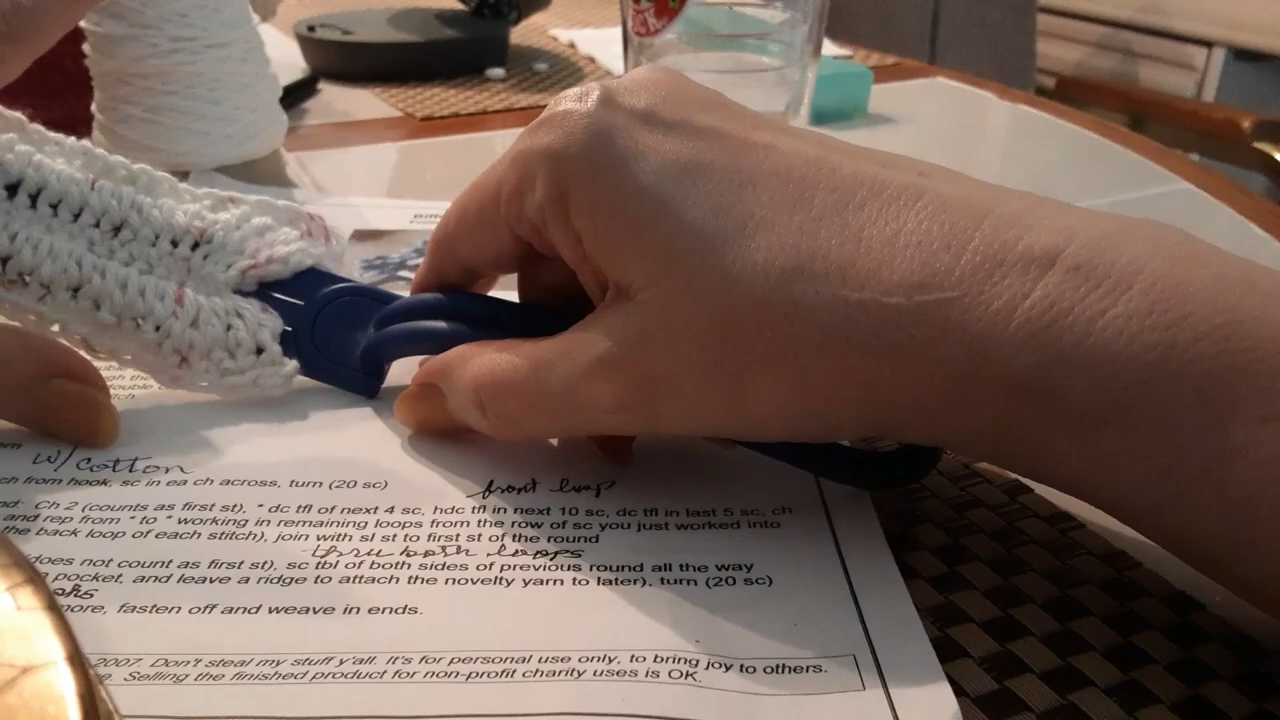 uble
gh the
double c
titch
w/ cotton
ch from hook, sc in ea ch across, turn (20 sc)
front loop
nd: Ch 2 (counts as first st), * dc tfl of next 4 sc, hdc tfl in next 10 sc, dc tfl in last 5 sc, ch
and rep from * to * working in remaining loops from the row of sc you just worked into
the back loop of each stitch), join with sl st to first st of the round
thru both loops
(does not count as first st), sc tbl of both sides of previous round all the way
pocket, and leave a ridge to attach the novelty yarn to later), turn (20 sc)
more, fasten off and weave in ends.
2007. Don't steal my stuff y'all. It's for personal use only, to bring joy to others.
e. Selling the finished product for non-profit charity uses is OK.